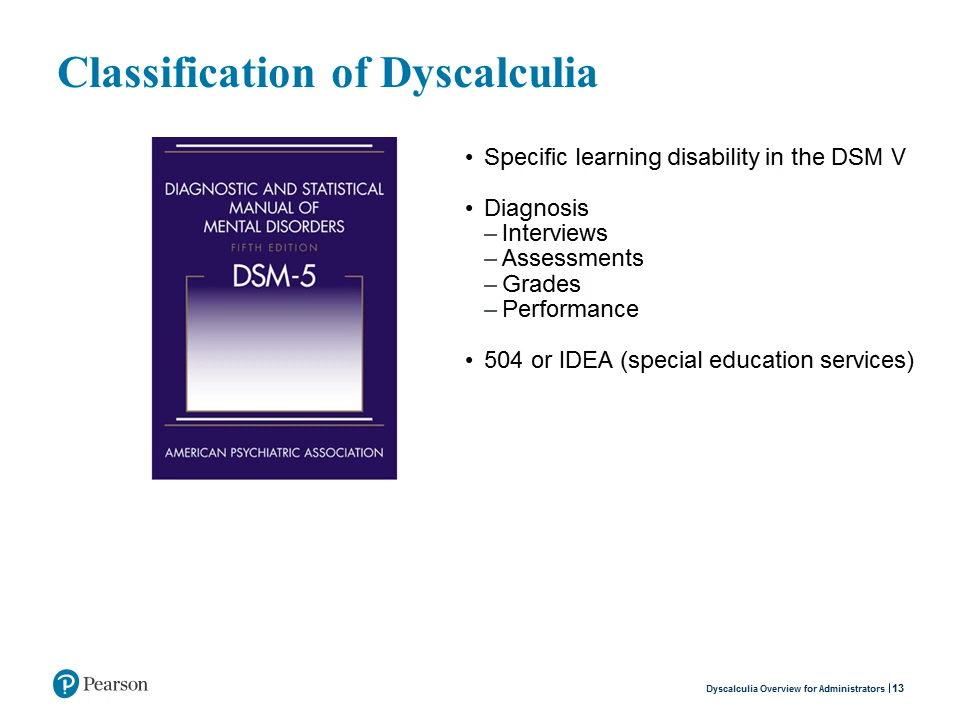 Classification of Dyscalculia
DIAGNOSTIC AND STATISTICAL
MANUAL OF
MENTAL DISORDERS
FIFTH EDITION
DSM-5
AMERICAN PSYCHIATRIC ASSOCIATION
• Specific learning disability in the DSM V
• Diagnosis
– Interviews
– Assessments
– Grades
– Performance
• 504 or IDEA (special education services)
P Pearson
Dyscalculia Overview for Administrators | 13